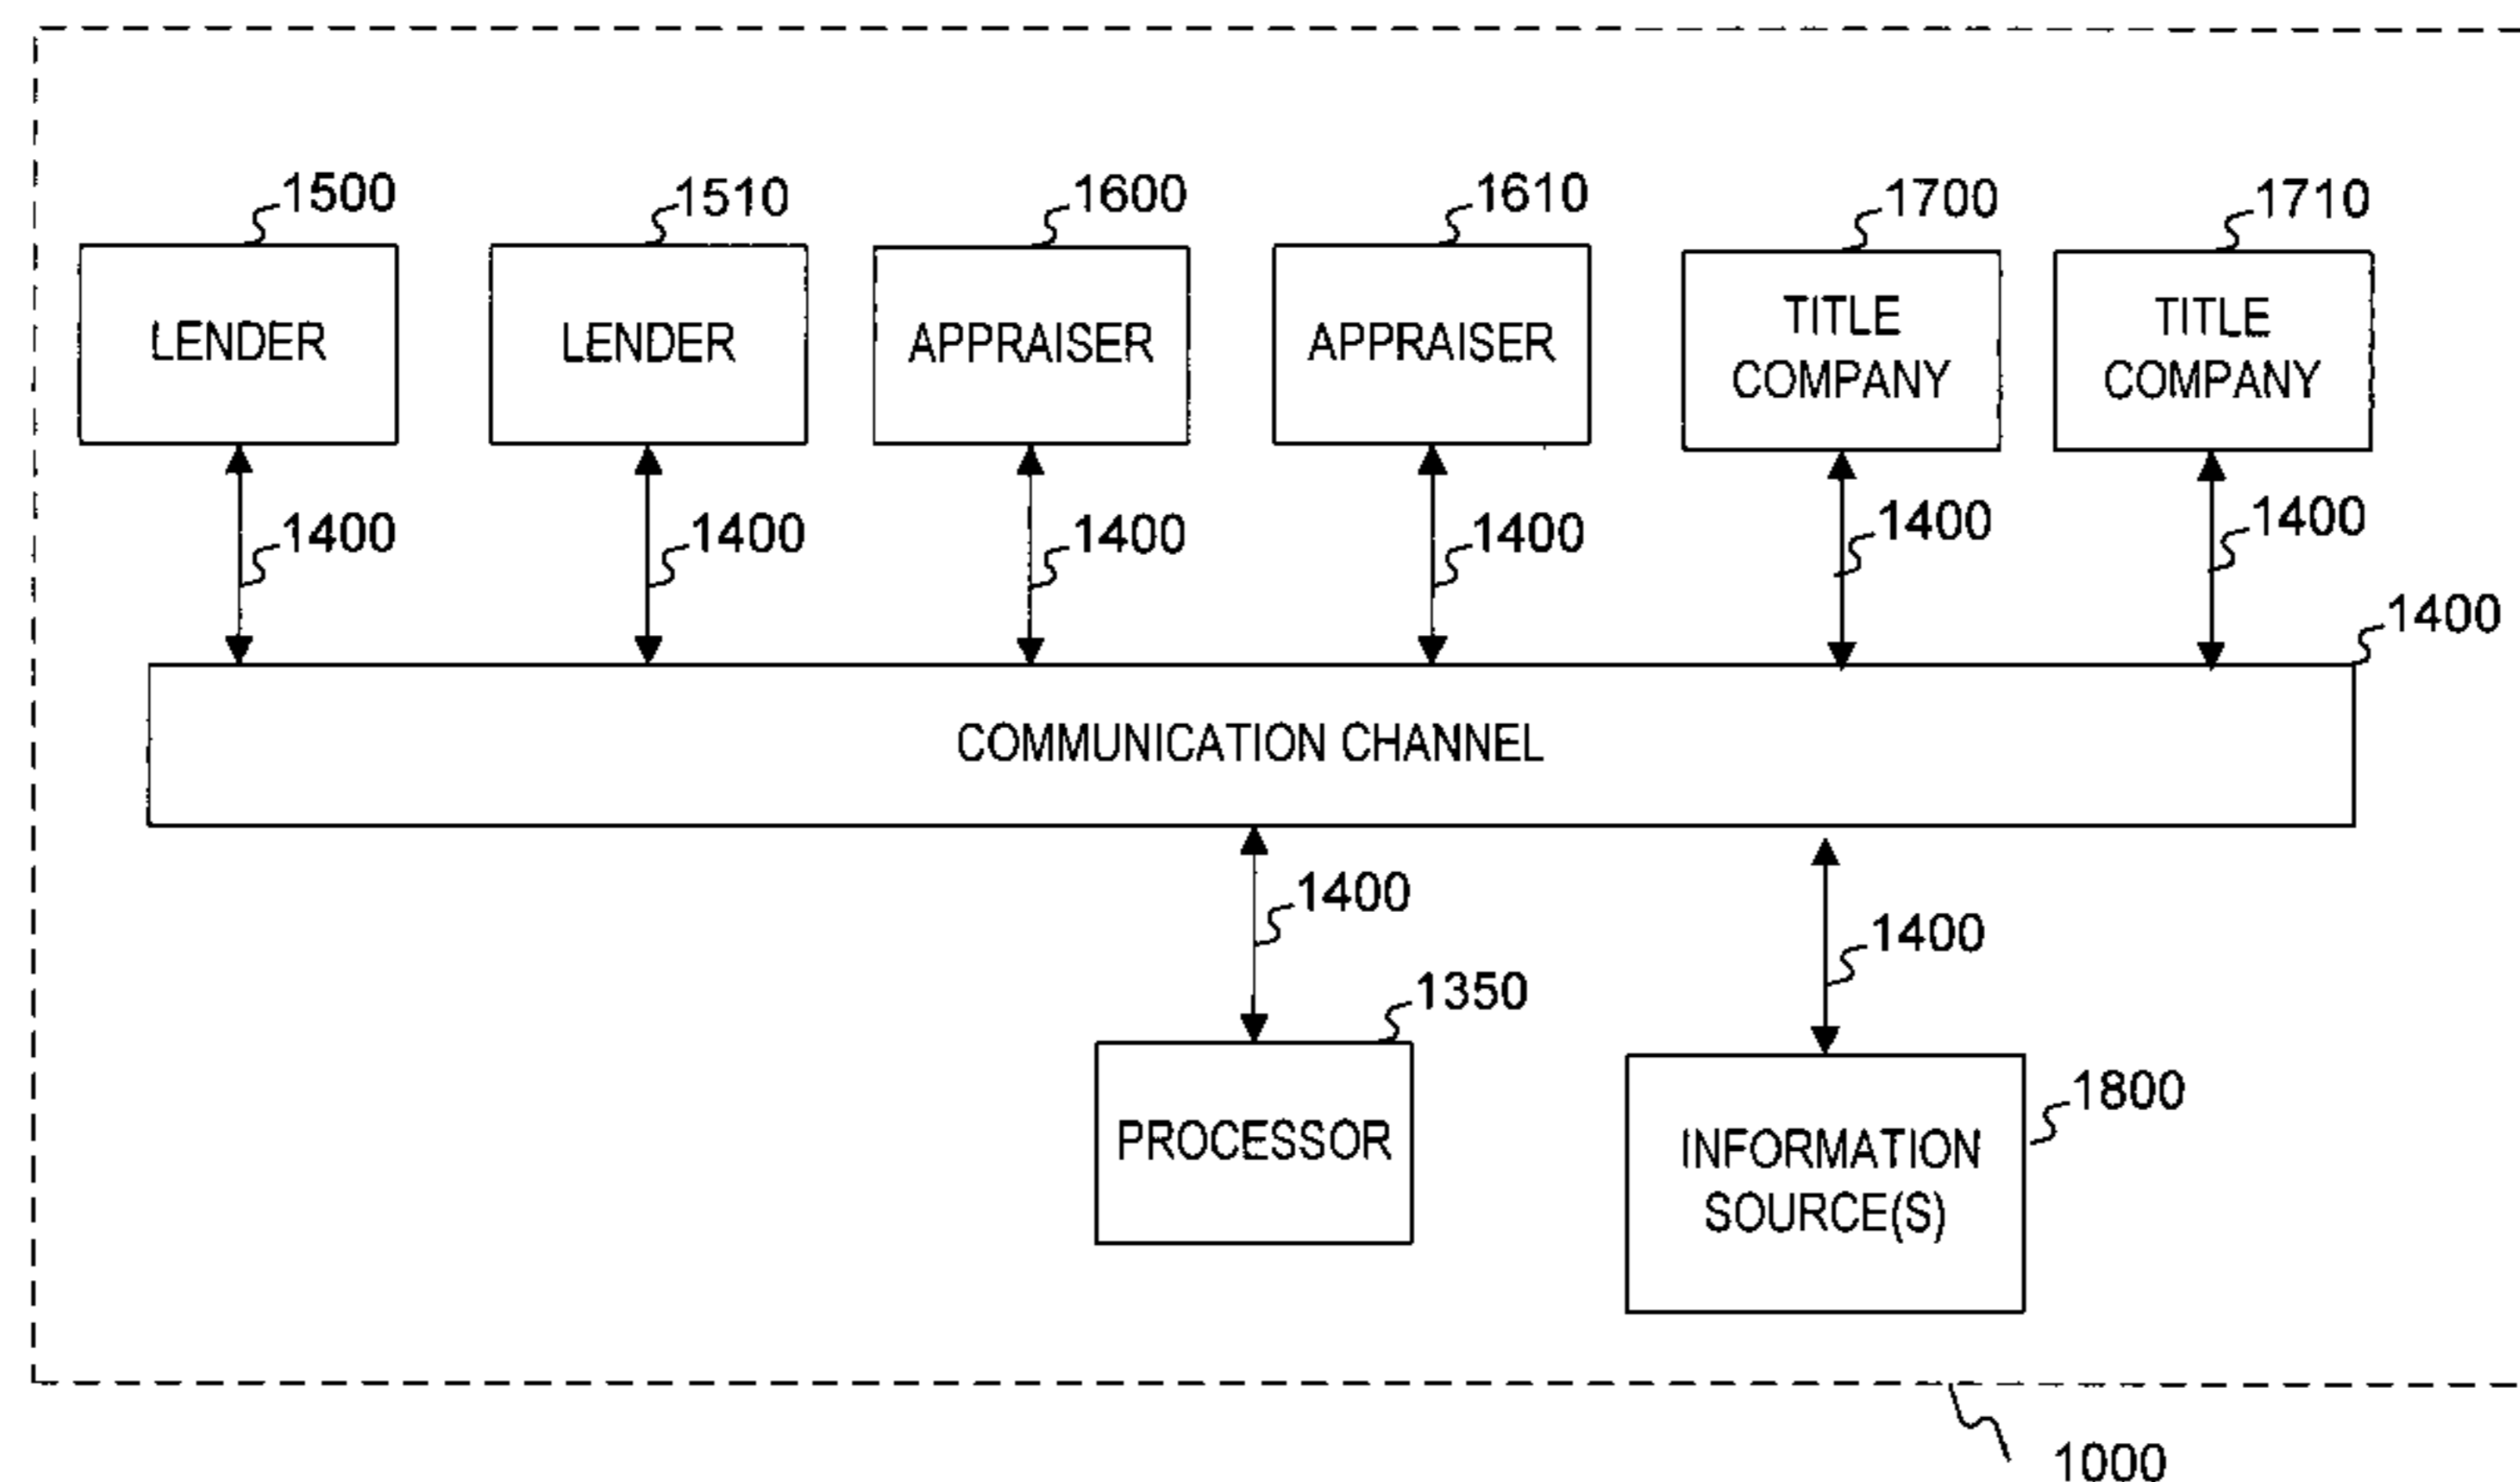 1500
1510
1600
1610
1700
1710
LENDER
LENDER
APPRAISER
APPRAISER
TITLE
COMPANY
TITLE
COMPANY
1400
1400
1400
1400
1400
1400
1400
COMMUNICATION CHANNEL
1400
1400
1350
PROCESSOR
1800
INFORMATION
SOURCE(S)
1000